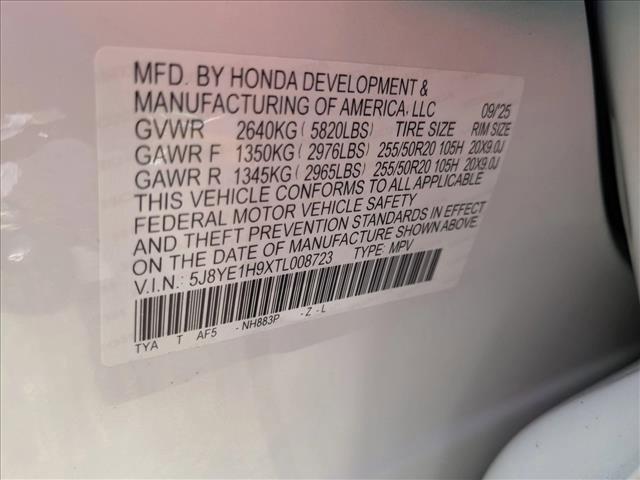 MFD. BY HONDA DEVELOPMENT &
MANUFACTURING OF AMERICA, LLC 09/'25
GVWR 2640KG ( 5820LBS) TIRE SIZE RIM SIZE
GAWR F 1350KG ( 2976LBS) 255/50R20 105H 20X9.0J
GAWR R 1345KG ( 2965LBS) 255/50R20 105H 20X9.0J
THIS VEHICLE CONFORMS TO ALL APPLICABLE
FEDERAL MOTOR VEHICLE SAFETY
AND THEFT PREVENTION STANDARDS IN EFFECT
ON THE DATE OF MANUFACTURE SHOWN ABOVE.
V.I.N.: 5J8YE1H9XTL008723 TYPE: MPV
TYA T AF5 - NH883P - Z - L